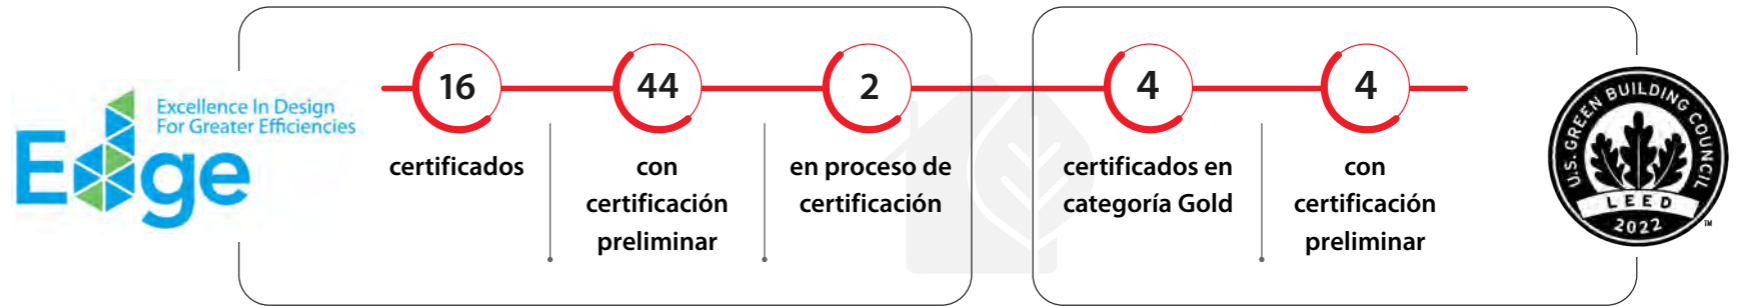 Edge
Excellence In Design
For Greater Efficiencies
16
certificados
44
con
certificación
preliminar
2
en proceso de
certificación
4
certificados en
categoría Gold
4
con
certificación
preliminar
U.S. GREEN BUILDING COUNCIL
LEED
2022
TM